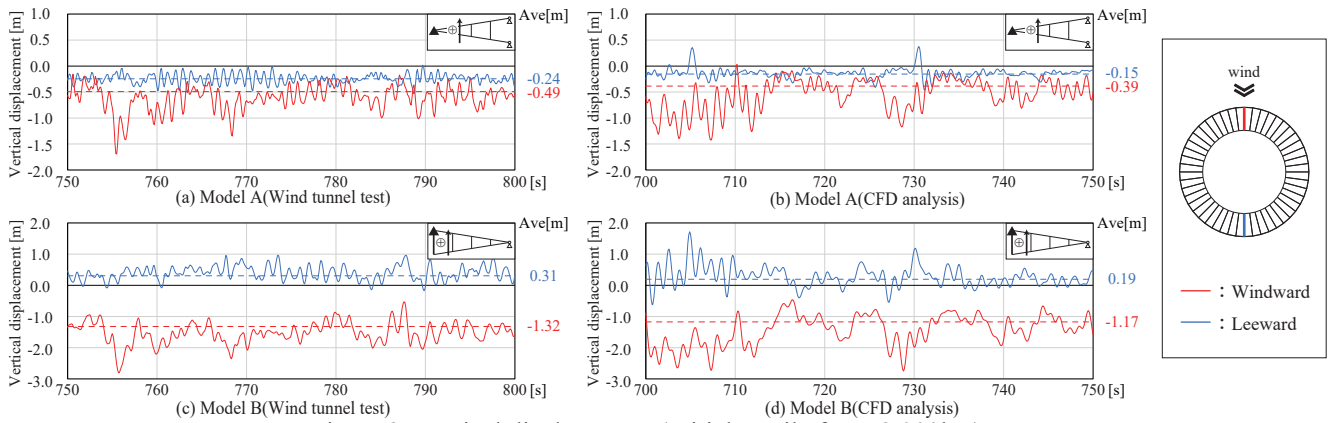 Vertical displacement [m]
1.0
0.5
0.0
-0.5
-1.0
-1.5
-2.0
Ave[m]
-0.24
-0.49
750 760 770 780 790 800 [s]
(a) Model A(Wind tunnel test)
Vertical displacement [m]
1.0
0.5
0.0
-0.5
-1.0
-1.5
-2.0
Ave[m]
-0.15
-0.39
700 710 720 730 740 750 [s]
(b) Model A(CFD analysis)
Vertical displacement [m]
2.0
1.0
0.0
-1.0
-2.0
-3.0
Ave[m]
0.31
-1.32
750 760 770 780 790 800 [s]
(c) Model B(Wind tunnel test)
Vertical displacement [m]
2.0
1.0
0.0
-1.0
-2.0
-3.0
Ave[m]
0.19
-1.17
700 710 720 730 740 750 [s]
(d) Model B(CFD analysis)
wind
: Windward
: Leeward